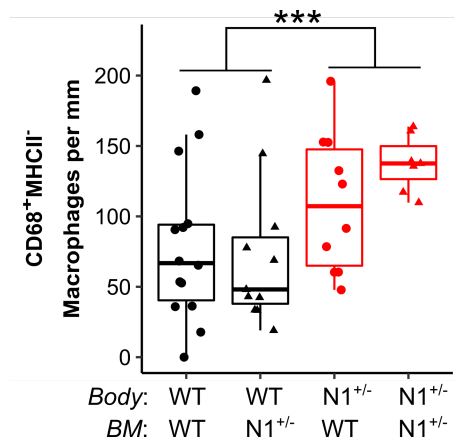 ***
CD68⁺MHCII⁻
Macrophages per mm
200
150
100
50
0
Body: WT WT N1⁺/⁻ N1⁺/⁻
BM: WT N1⁺/⁻ WT N1⁺/⁻